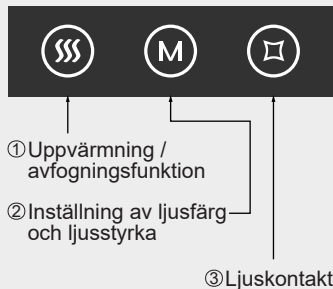 M
①Uppvärmning /
avfogningsfunktion
②Inställning av ljusfärg
och ljusstyrka
③Ljuskontakt